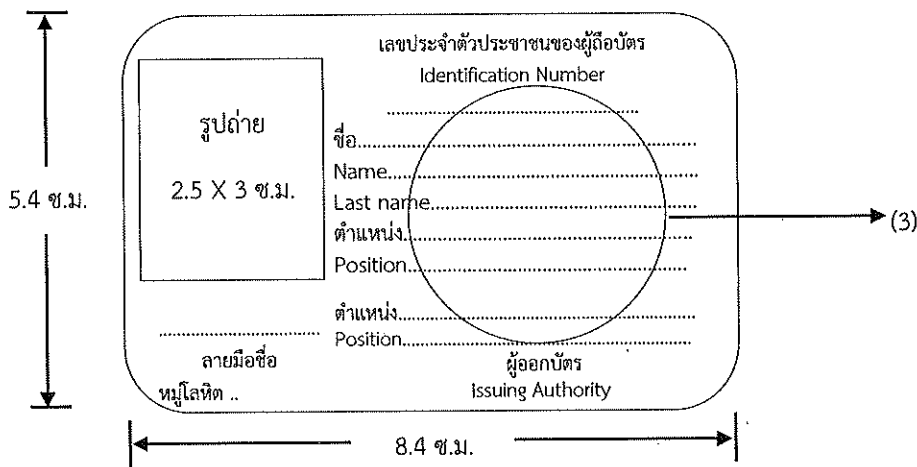 เลขประจำตัวประชาชนของผู้ถือบัตร
Identification Number
................................................
รูปถ่าย
2.5 X 3 ซ.ม.
ชื่อ................................................
Name................................................
Last name................................................
ตำแหน่ง................................................
Position................................................
ตำแหน่ง................................................
Position................................................
................................
ลายมือชื่อ
ผู้ออกบัตร
หมู่โลหิต ..
Issuing Authority
5.4 ซ.ม.
(3)
8.4 ซ.ม.